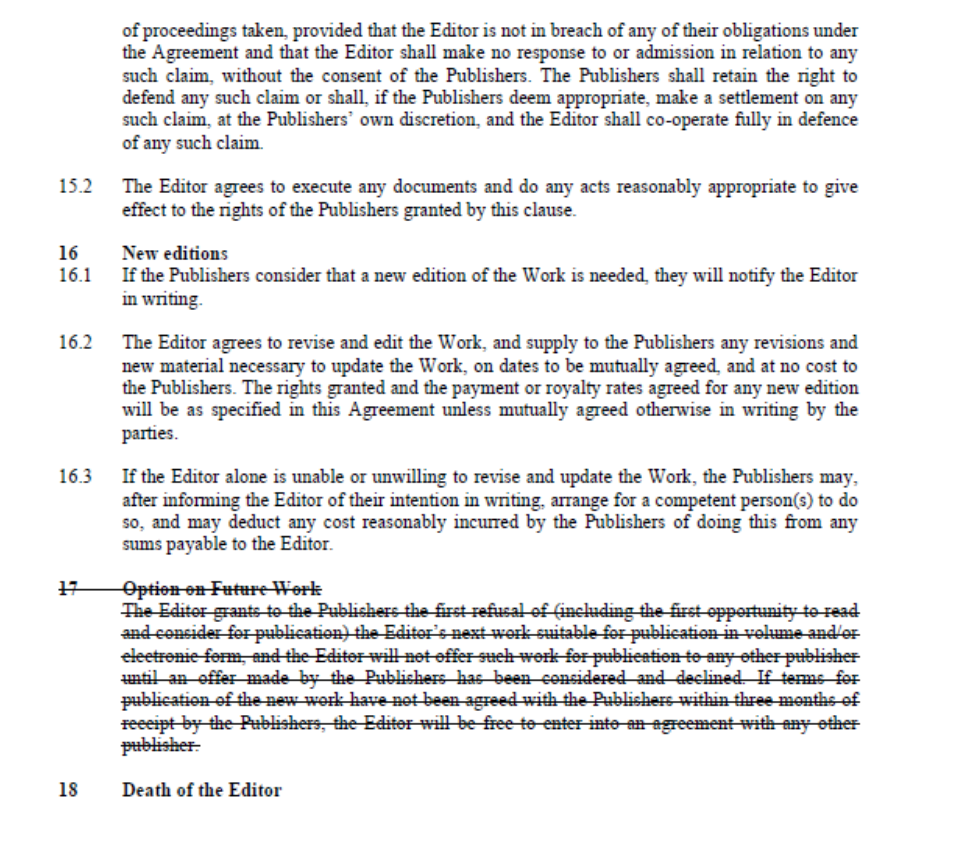 of proceedings taken, provided that the Editor is not in breach of any of their obligations under
the Agreement and that the Editor shall make no response to or admission in relation to any
such claim, without the consent of the Publishers. The Publishers shall retain the right to
defend any such claim or shall, if the Publishers deem appropriate, make a settlement on any
such claim, at the Publishers' own discretion, and the Editor shall co-operate fully in defence
of any such claim.
15.2 The Editor agrees to execute any documents and do any acts reasonably appropriate to give
effect to the rights of the Publishers granted by this clause.
16 New editions
16.1 If the Publishers consider that a new edition of the Work is needed, they will notify the Editor
in writing.
16.2 The Editor agrees to revise and edit the Work, and supply to the Publishers any revisions and
new material necessary to update the Work, on dates to be mutually agreed, and at no cost to
the Publishers. The rights granted and the payment or royalty rates agreed for any new edition
will be as specified in this Agreement unless mutually agreed otherwise in writing by the
parties.
16.3 If the Editor alone is unable or unwilling to revise and update the Work, the Publishers may,
after informing the Editor of their intention in writing, arrange for a competent person(s) to do
so, and may deduct any cost reasonably incurred by the Publishers of doing this from any
sums payable to the Editor.
17 Option on Future Work
The Editor grants to the Publishers the first refusal of (including the first opportunity to read
and consider for publication) the Editor's next work suitable for publication in volume and/or
electronic form, and the Editor will not offer such work for publication to any other publisher
until an offer made by the Publishers has been considered and declined. If terms for
publication of the new work have not been agreed with the Publishers within three months of
receipt by the Publishers, the Editor will be free to enter into an agreement with any other
publisher.
18 Death of the Editor